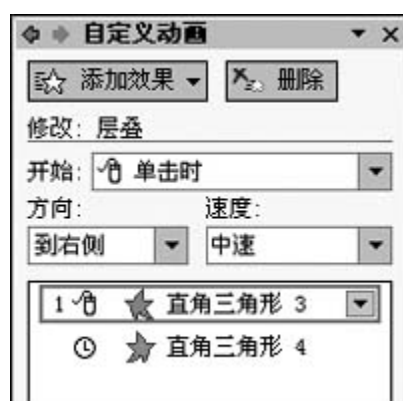 自定义动画
添加效果 删除
修改: 层叠
开始: 单击时
方向: 速度:
到右侧 中速
1 直角三角形 3
直角三角形 4